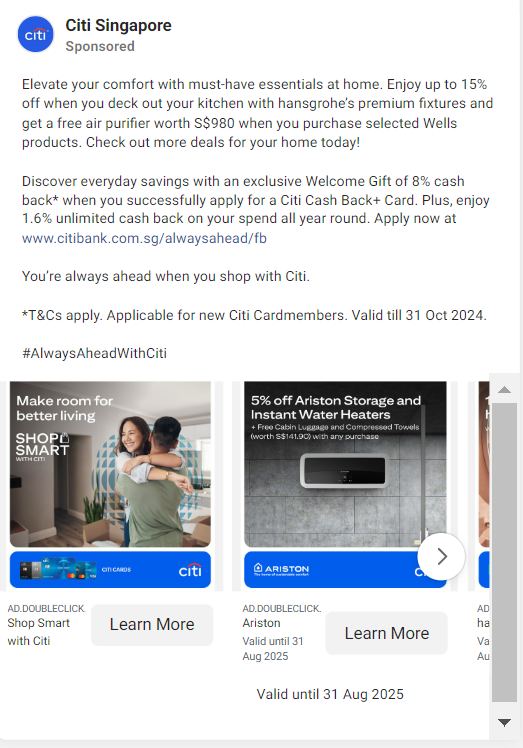 Citi Singapore
Sponsored
citi
Elevate your comfort with must-have essentials at home. Enjoy up to 15%
off when you deck out your kitchen with hansgrohe's premium fixtures and
get a free air purifier worth S$980 when you purchase selected Wells
products. Check out more deals for your home today!
Discover everyday savings with an exclusive Welcome Gift of 8% cash
back* when you successfully apply for a Citi Cash Back+ Card. Plus, enjoy
1.6% unlimited cash back on your spend all year round. Apply now at
www.citibank.com.sg/alwaysahead/fb
You're always ahead when you shop with Citi.
*T&Cs apply. Applicable for new Citi Cardmembers. Valid till 31 Oct 2024.
#AlwaysAheadWithCiti
Make room for
better living
SHOP
SMART
WITH CITI
CITI CARDS
citi
AD.DOUBLECLICK.
Shop Smart
with Citi
Learn More
5% off Ariston Storage and
Instant Water Heaters
+ Free Cabin Luggage and Compressed Towels
(worth S$141.90) with any purchase
ARISTON
The home of sustainable comfort
AD.DOUBLECLICK.
Ariston
Valid until 31
Aug 2025
Learn More
AD
ha
Va
Au
Valid until 31 Aug 2025